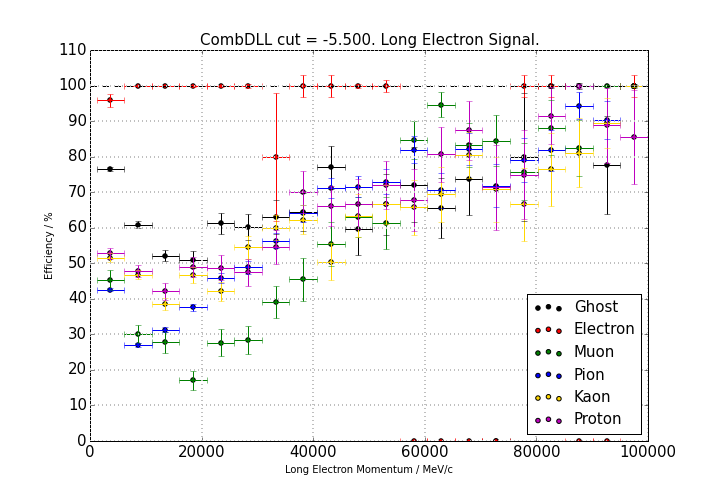 CombDLL cut = -5.500. Long Electron Signal.
110
100
90
80
70
60
50
40
30
20
10
0
Efficiency / %
Ghost
Electron
Muon
Pion
Kaon
Proton
0 20000 40000 60000 80000 100000
Long Electron Momentum / MeV/c